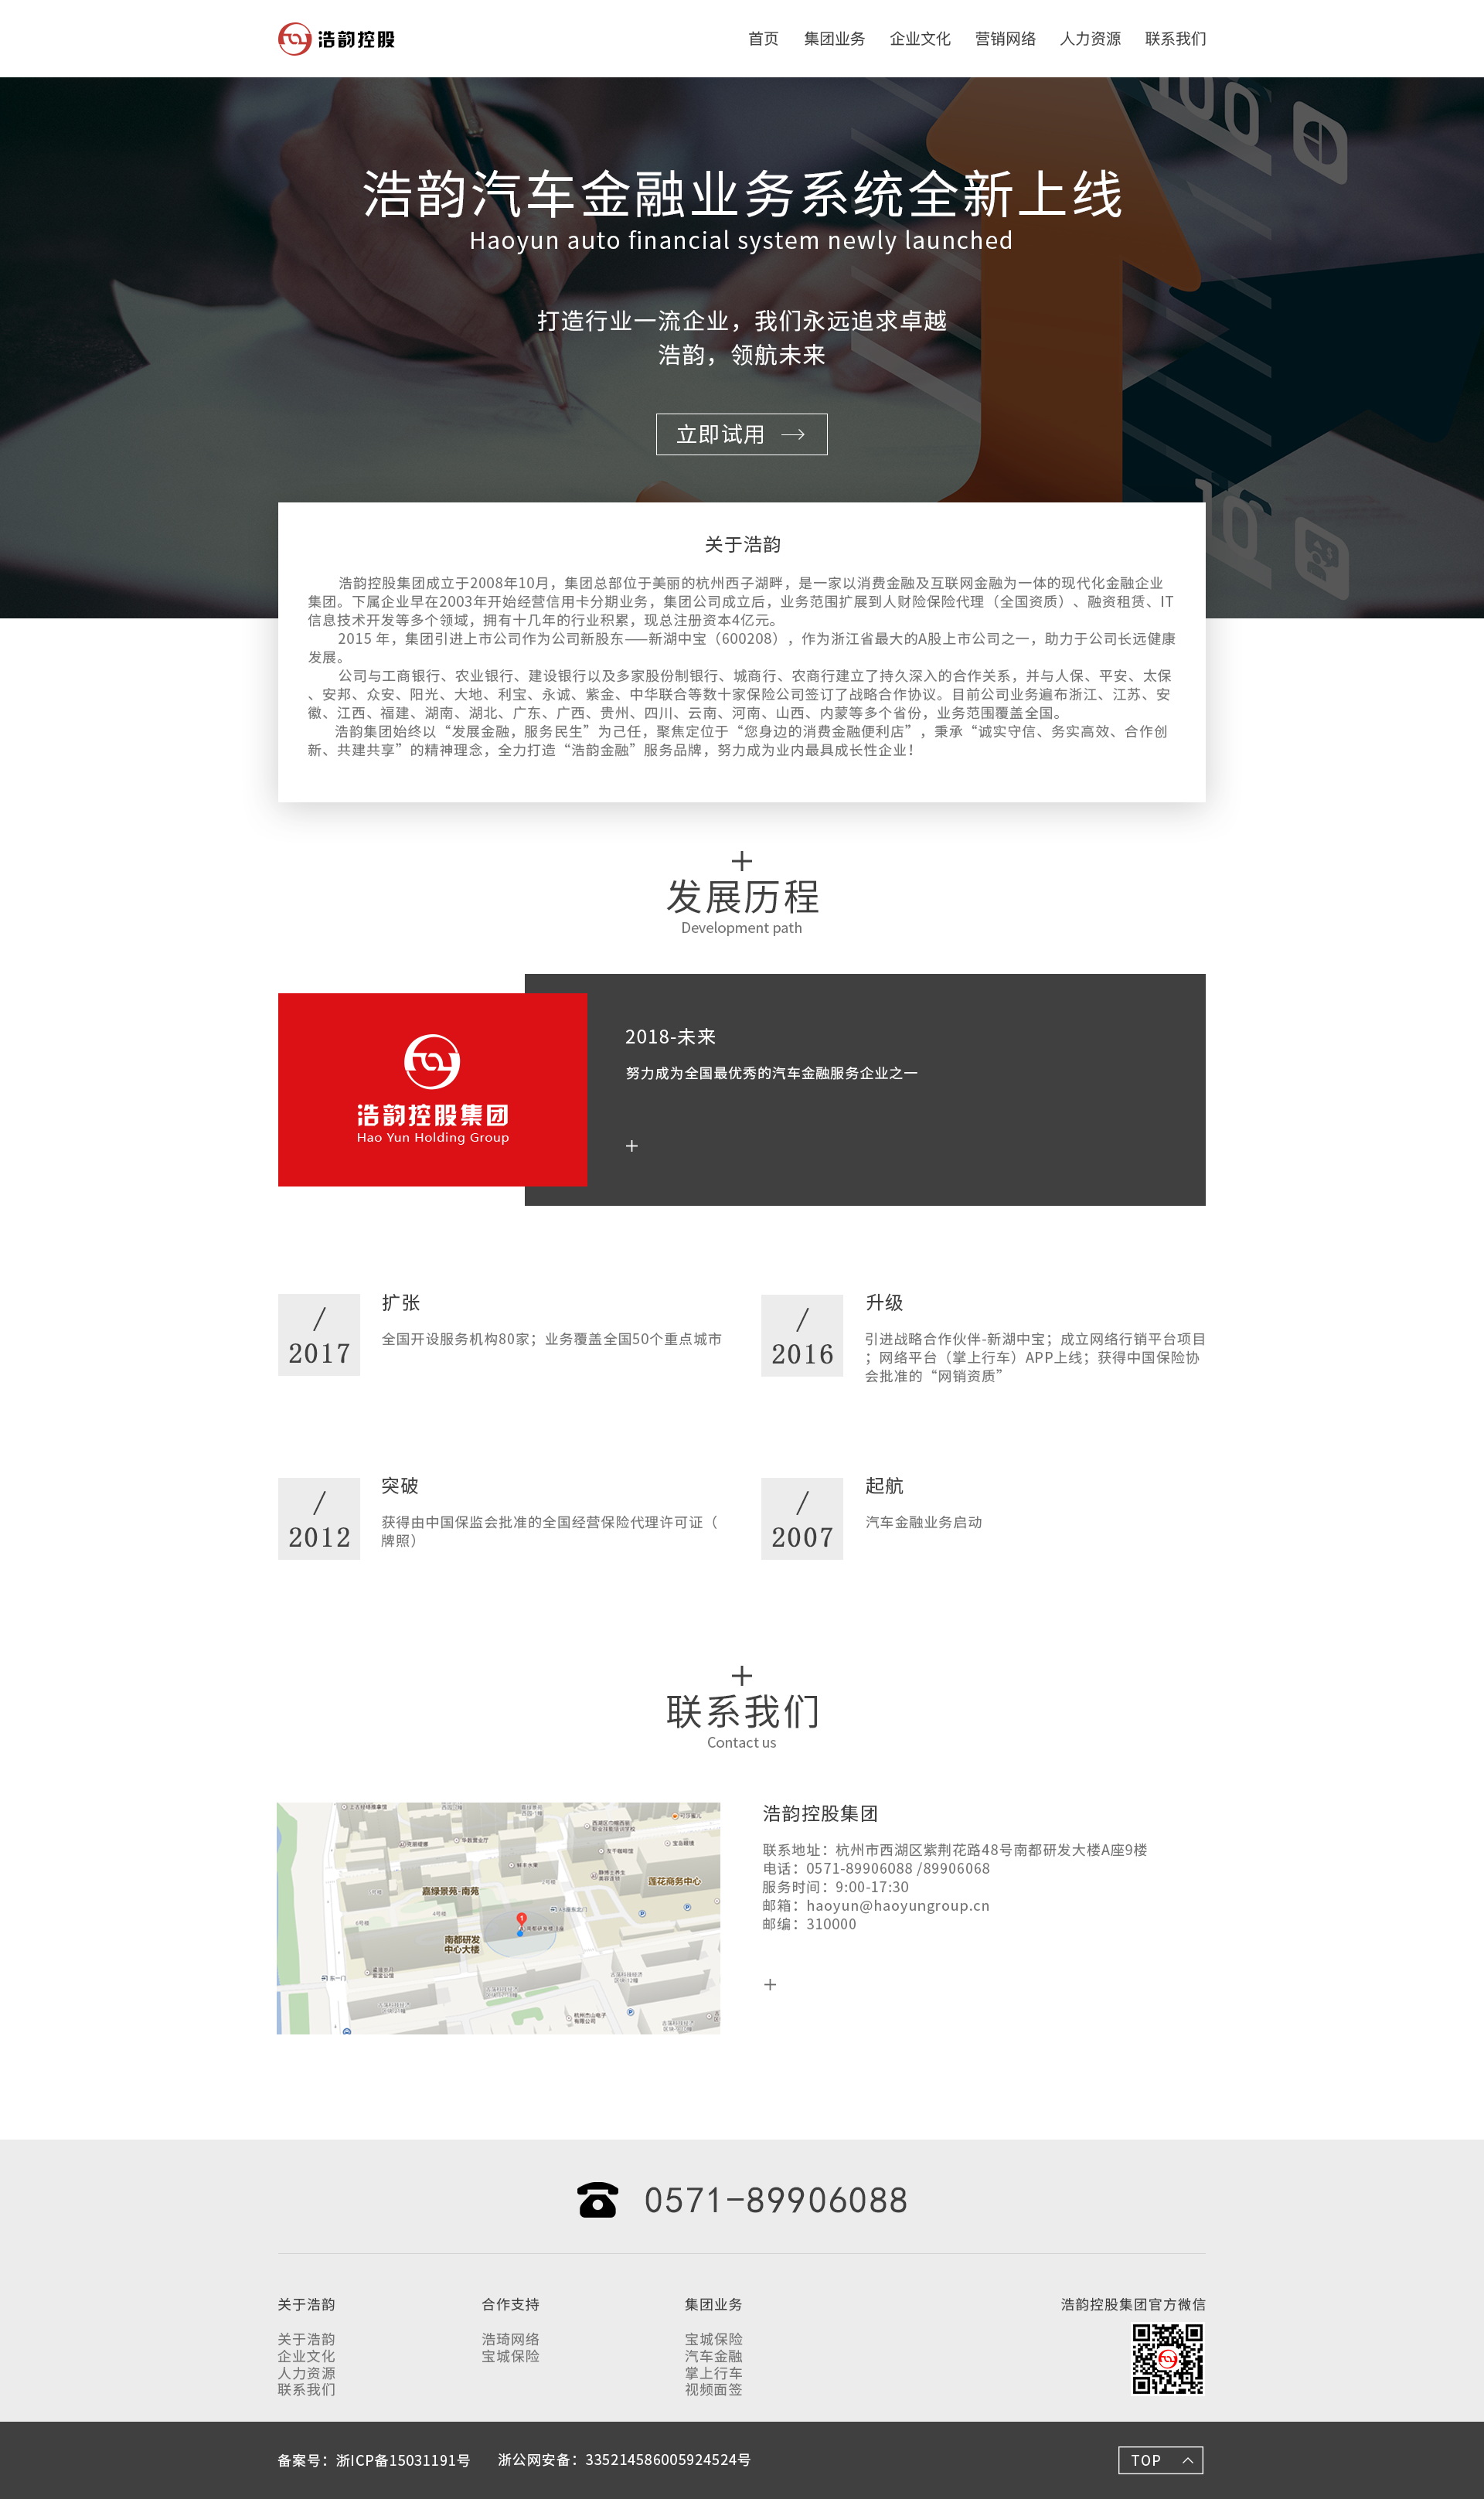 浩韵控股
首页 集团业务 企业文化 营销网络 人力资源 联系我们
浩韵汽车金融业务系统全新上线
Haoyun auto financial system newly launched
打造行业一流企业，我们永远追求卓越
浩韵，领航未来
立即试用
关于浩韵
浩韵控股集团成立于2008年10月，集团总部位于美丽的杭州西子湖畔，是一家以消费金融及互联网金融为一体的现代化金融企业
集团。下属企业早在2003年开始经营信用卡分期业务，集团公司成立后，业务范围扩展到人财险保险代理（全国资质）、融资租赁、IT
信息技术开发等多个领域，拥有十几年的行业积累，现总注册资本4亿元。
2015 年，集团引进上市公司作为公司新股东——新湖中宝（600208），作为浙江省最大的A股上市公司之一，助力于公司长远健康
发展。
公司与工商银行、农业银行、建设银行以及多家股份制银行、城商行、农商行建立了持久深入的合作关系，并与人保、平安、太保
、安邦、众安、阳光、大地、利宝、永诚、紫金、中华联合等数十家保险公司签订了战略合作协议。目前公司业务遍布浙江、江苏、安
徽、江西、福建、湖南、湖北、广东、广西、贵州、四川、云南、河南、山西、内蒙等多个省份，业务范围覆盖全国。
浩韵集团始终以“发展金融，服务民生”为己任，聚焦定位于“您身边的消费金融便利店”，秉承“诚实守信、务实高效、合作创
新、共建共享”的精神理念，全力打造“浩韵金融”服务品牌，努力成为业内最具成长性企业！
发展历程
Development path
浩韵控股集团
Hao Yun Holding Group
2018-未来
努力成为全国最优秀的汽车金融服务企业之一
/
2017
扩张
全国开设服务机构80家；业务覆盖全国50个重点城市
/
2016
升级
引进战略合作伙伴-新湖中宝；成立网络行销平台项目
；网络平台（掌上行车）APP上线；获得中国保险协
会批准的“网销资质”
/
2012
突破
获得由中国保监会批准的全国经营保险代理许可证（
牌照）
/
2007
起航
汽车金融业务启动
联系我们
Contact us
莲花商务中心
嘉绿景苑·南苑
南都研发
中心大楼
浩韵控股集团
联系地址：杭州市西湖区紫荆花路48号南都研发大楼A座9楼
电话：0571-89906088 /89906068
服务时间：9:00-17:30
邮箱：haoyun@haoyungroup.cn
邮编：310000
0571-89906088
关于浩韵
关于浩韵
企业文化
人力资源
联系我们
合作支持
浩琦网络
宝城保险
集团业务
宝城保险
汽车金融
掌上行车
视频面签
浩韵控股集团官方微信
备案号：浙ICP备15031191号 浙公网安备：335214586005924524号
TOP